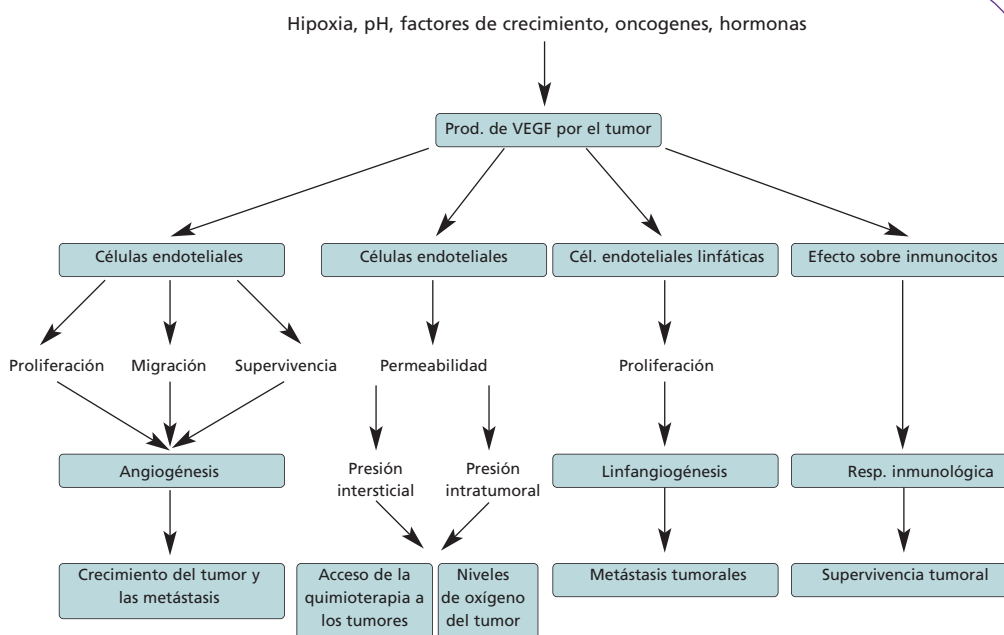 Hipoxia, pH, factores de crecimiento, oncogenes, hormonas
Prod. de VEGF por el tumor
Células endoteliales
Células endoteliales
Cél. endoteliales linfáticas
Efecto sobre inmunocitos
Proliferación
Migración
Supervivencia
Permeabilidad
Proliferación
Angiogénesis
Presión
intersticial
Presión
intratumoral
Linfangiogénesis
Resp. inmunológica
Crecimiento del tumor y
las metástasis
Acceso de la
quimioterapia a
los tumores
Niveles
de oxígeno
del tumor
Metástasis tumorales
Supervivencia tumoral